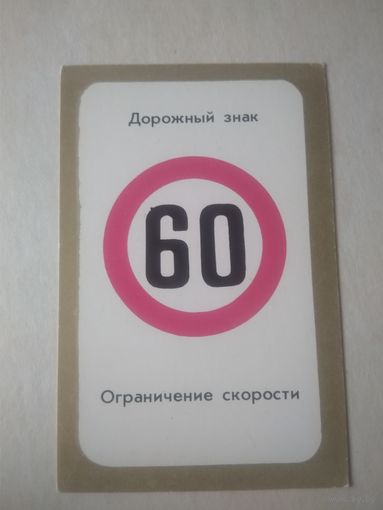 Дорожный знак
60
Ограничение скорости